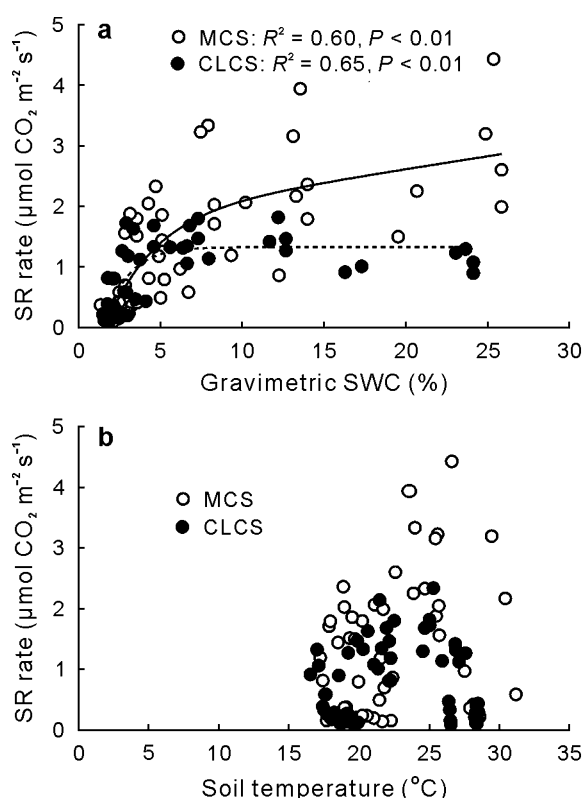 a
MCS: R² = 0.60, P < 0.01
CLCS: R² = 0.65, P < 0.01
SR rate (µmol CO₂ m⁻² s⁻¹)
5
4
3
2
1
0
0 5 10 15 20 25 30
Gravimetric SWC (%)
b
MCS
CLCS
SR rate (µmol CO₂ m⁻² s⁻¹)
5
4
3
2
1
0
0 5 10 15 20 25 30 35
Soil temperature (°C)